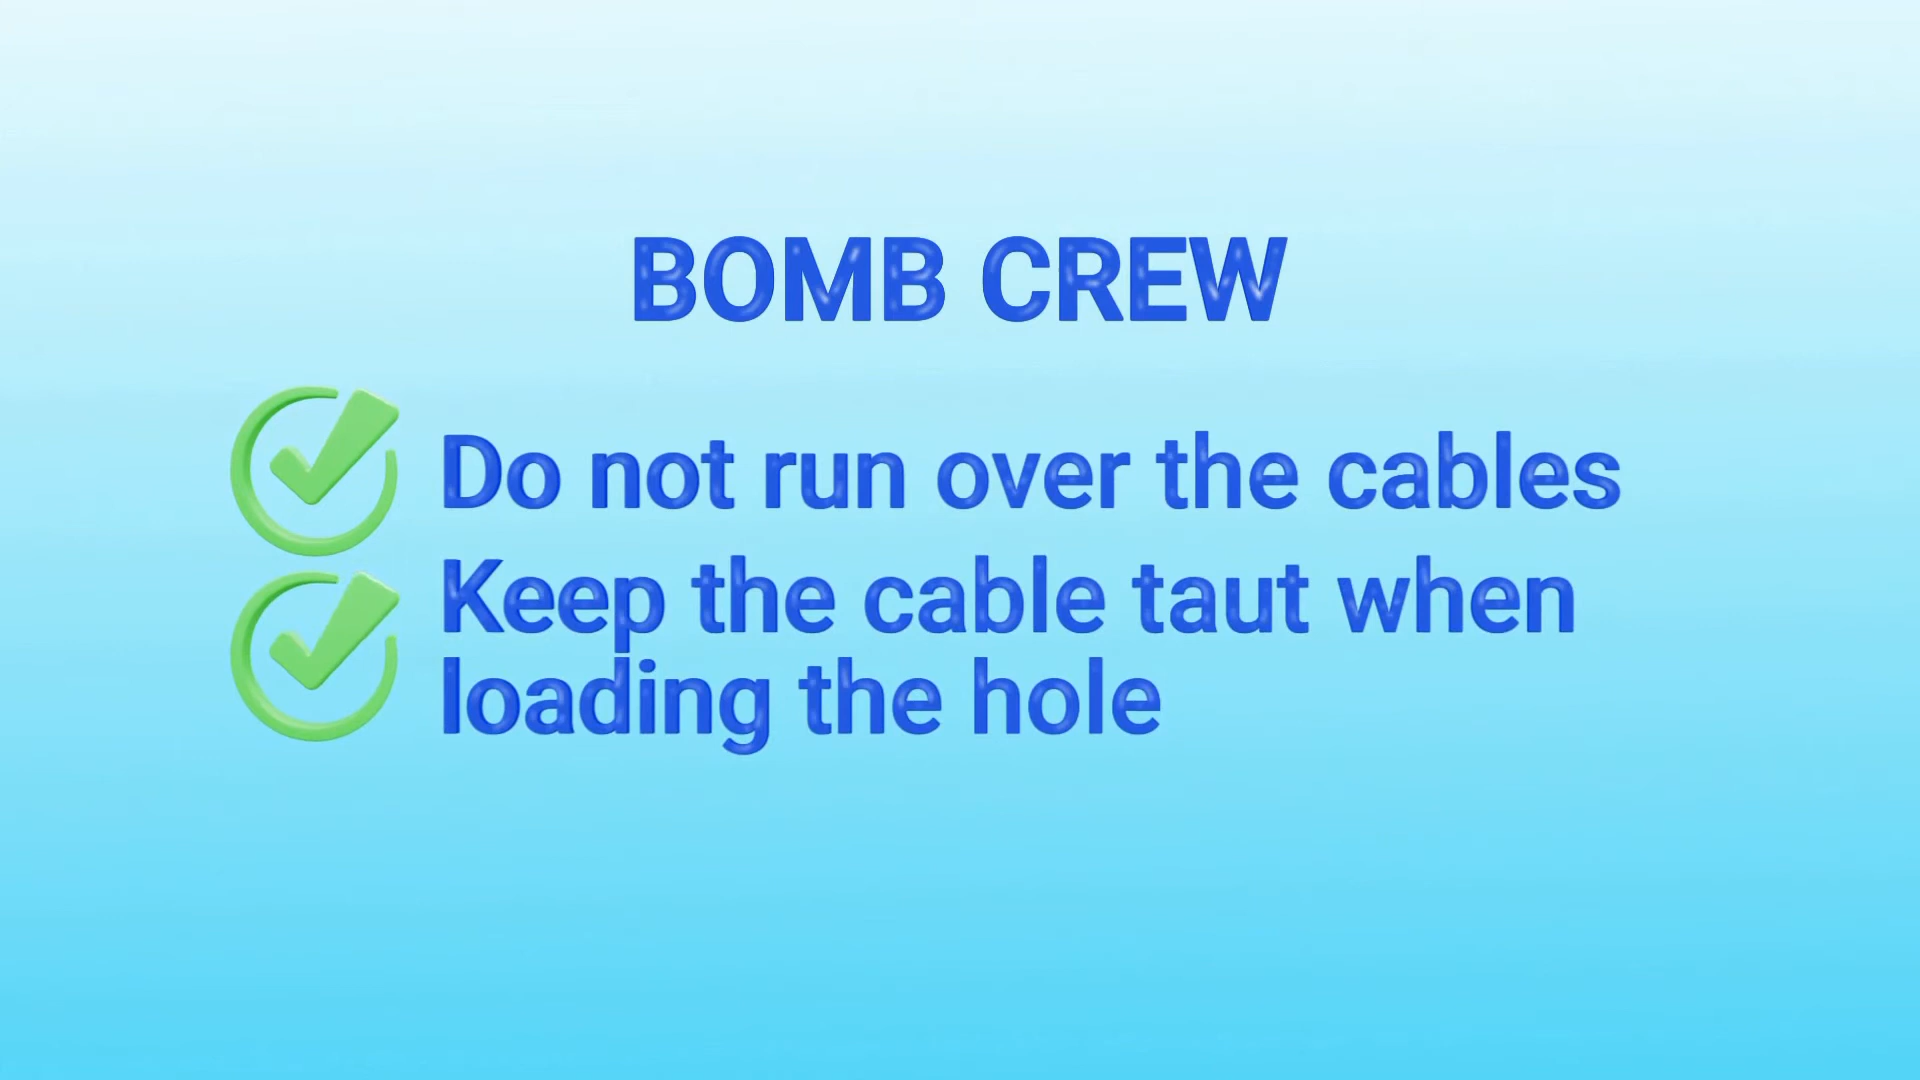 BOMB CREW
Do not run over the cables
Keep the cable taut when
loading the hole